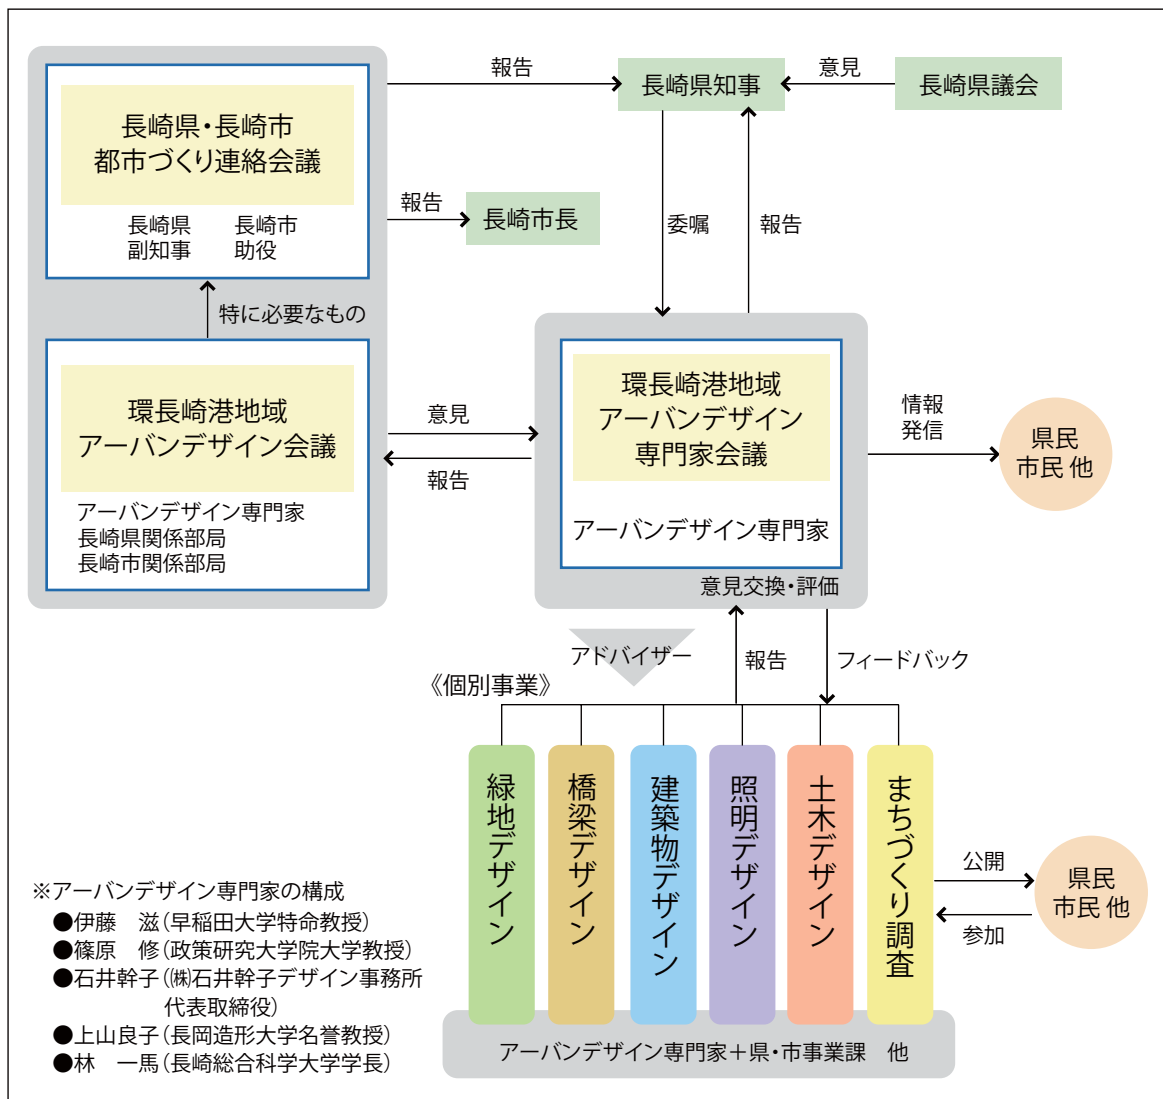 報告
長崎県知事
意見
長崎県議会
長崎県・長崎市
都市づくり連絡会議
長崎県
副知事
長崎市
助役
報告
長崎市長
委嘱
報告
特に必要なもの
環長崎港地域
アーバンデザイン会議
アーバンデザイン専門家
長崎県関係部局
長崎市関係部局
意見
報告
環長崎港地域
アーバンデザイン
専門家会議
アーバンデザイン専門家
意見交換・評価
情報
発信
県民
市民 他
アドバイザー
報告
フィードバック
《個別事業》
緑地デザイン
橋梁デザイン
建築物デザイン
照明デザイン
土木デザイン
まちづくり調査
公開
参加
県民
市民 他
アーバンデザイン専門家＋県・市事業課　他
※アーバンデザイン専門家の構成
●伊藤　滋（早稲田大学特命教授）
●篠原　修（政策研究大学院大学教授）
●石井幹子（㈱石井幹子デザイン事務所
代表取締役）
●上山良子（長岡造形大学名誉教授）
●林　一馬（長崎総合科学大学学長）